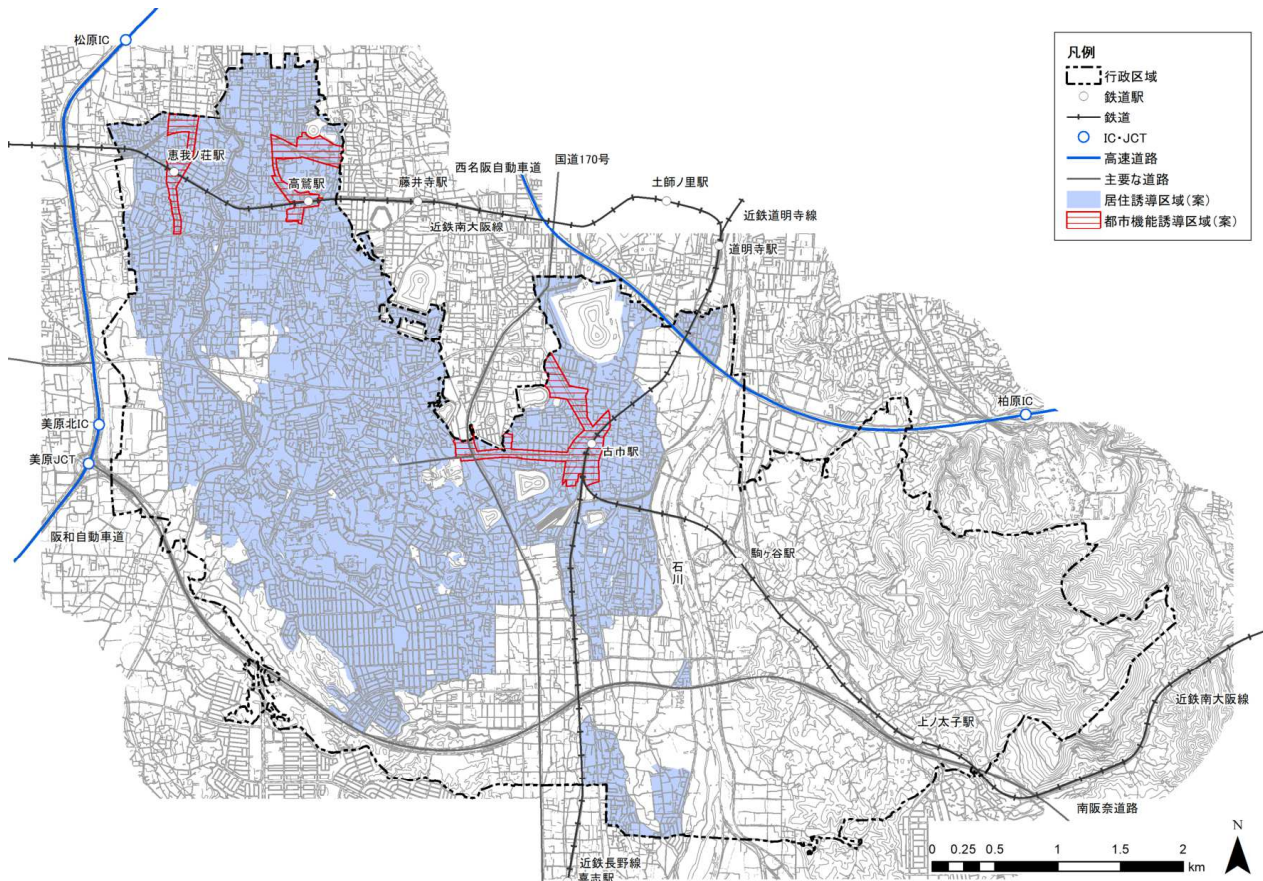 松原IC
凡例
行政区域
鉄道駅
鉄道
IC・JCT
高速道路
主要な道路
居住誘導区域(案)
都市機能誘導区域(案)
恵我ノ荘駅
高鷲駅
藤井寺駅
西名阪自動車道
国道170号
土師ノ里駅
近鉄南大阪線
近鉄道明寺線
道明寺駅
柏原IC
美原北IC
美原JCT
古市駅
阪和自動車道
石川
駒ヶ谷駅
上ノ太子駅
近鉄南大阪線
南阪奈道路
近鉄長野線
喜志駅
N
0 0.25 0.5 1 1.5 2
km